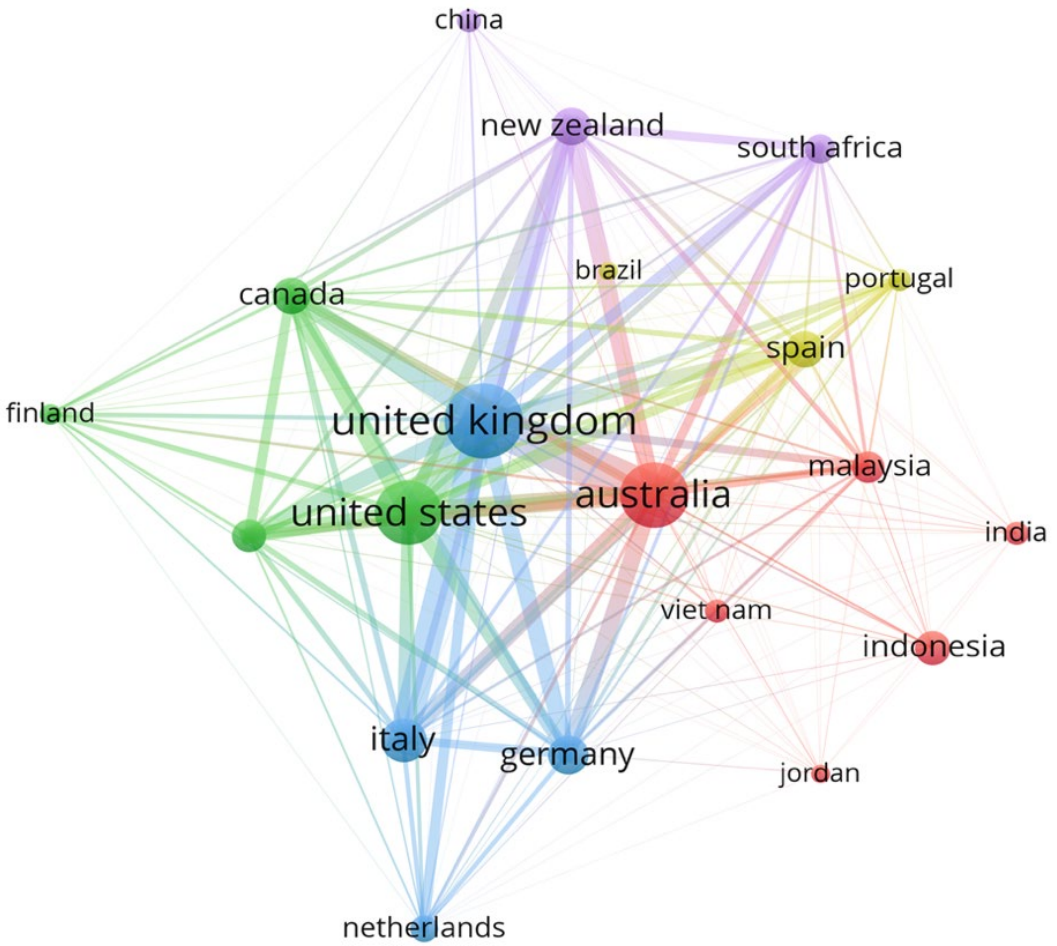 china
new zealand
south africa
brazil
portugal
canada
spain
finland
united kingdom
malaysia
australia
united states
india
viet nam
indonesia
italy
germany
jordan
netherlands